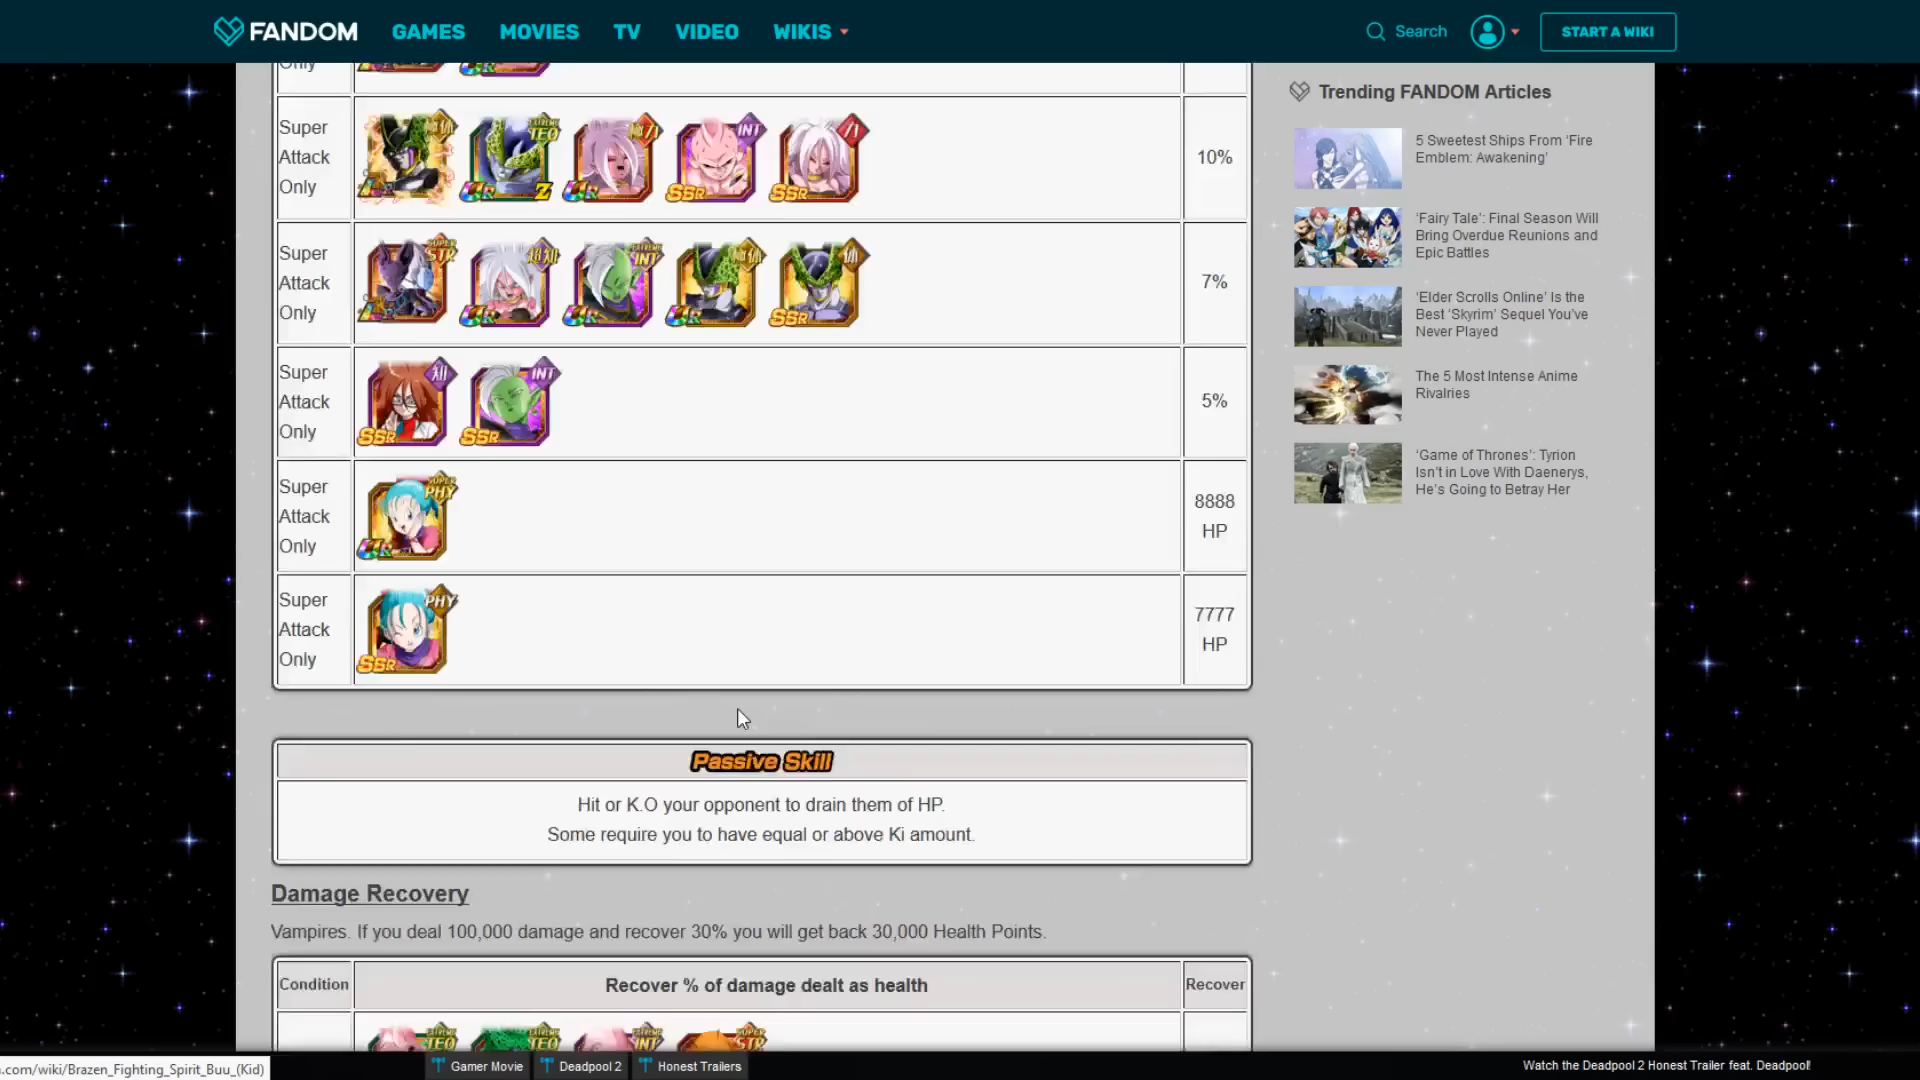 FANDOM GAMES MOVIES TV VIDEO WIKIS Search START A WIKI
Only
Super
Attack
Only
10%
Super
Attack
Only
7%
Super
Attack
Only
5%
Super
Attack
Only
8888
HP
Super
Attack
Only
7777
HP
Passive Skill
Hit or K.O your opponent to drain them of HP.
Some require you to have equal or above Ki amount.
Damage Recovery
Vampires. If you deal 100,000 damage and recover 30% you will get back 30,000 Health Points.
Condition Recover % of damage dealt as health Recover
Trending FANDOM Articles
5 Sweetest Ships From ‘Fire
Emblem: Awakening’
‘Fairy Tale’: Final Season Will
Bring Overdue Reunions and
Epic Battles
‘Elder Scrolls Online’ Is the
Best ‘Skyrim’ Sequel You’ve
Never Played
The 5 Most Intense Anime
Rivalries
‘Game of Thrones’: Tyrion
Isn’t in Love With Daenerys,
He’s Going to Betray Her
.com/wiki/Brazen_Fighting_Spirit_Buu_(Kid)
Gamer Movie Deadpool 2 Honest Trailers
Watch the Deadpool 2 Honest Trailer feat. Deadpool!